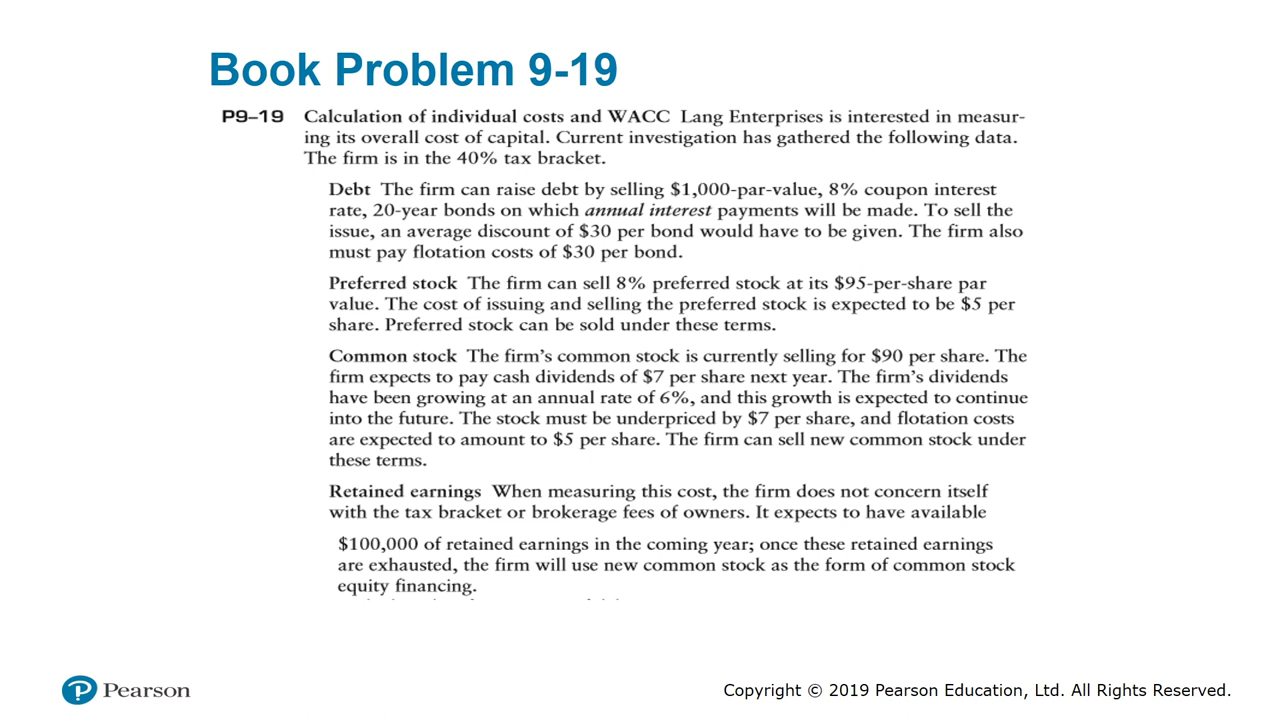 Book Problem 9-19
P9–19 Calculation of individual costs and WACC Lang Enterprises is interested in measur-
ing its overall cost of capital. Current investigation has gathered the following data.
The firm is in the 40% tax bracket.
Debt The firm can raise debt by selling $1,000-par-value, 8% coupon interest
rate, 20-year bonds on which annual interest payments will be made. To sell the
issue, an average discount of $30 per bond would have to be given. The firm also
must pay flotation costs of $30 per bond.
Preferred stock The firm can sell 8% preferred stock at its $95-per-share par
value. The cost of issuing and selling the preferred stock is expected to be $5 per
share. Preferred stock can be sold under these terms.
Common stock The firm's common stock is currently selling for $90 per share. The
firm expects to pay cash dividends of $7 per share next year. The firm's dividends
have been growing at an annual rate of 6%, and this growth is expected to continue
into the future. The stock must be underpriced by $7 per share, and flotation costs
are expected to amount to $5 per share. The firm can sell new common stock under
these terms.
Retained earnings When measuring this cost, the firm does not concern itself
with the tax bracket or brokerage fees of owners. It expects to have available
$100,000 of retained earnings in the coming year; once these retained earnings
are exhausted, the firm will use new common stock as the form of common stock
equity financing.
Pearson
Copyright © 2019 Pearson Education, Ltd. All Rights Reserved.